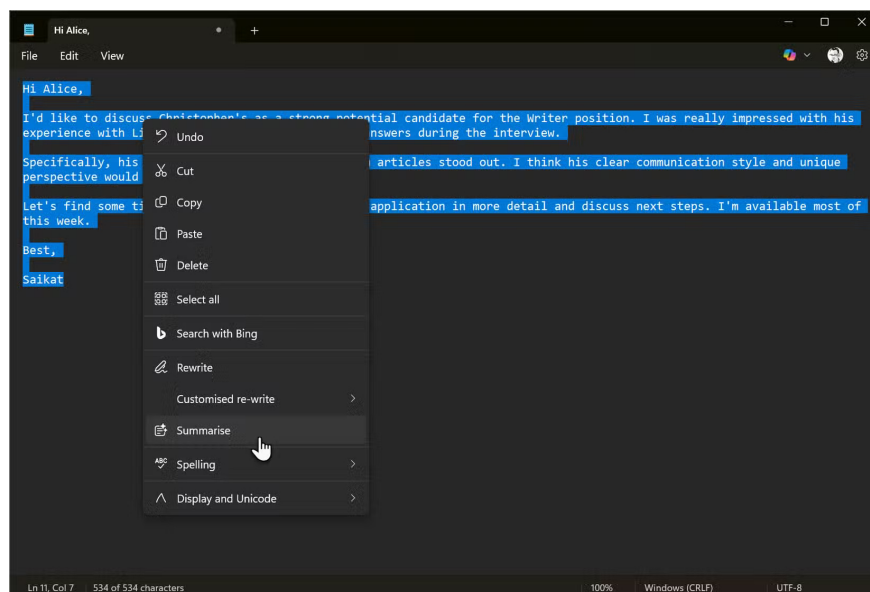 Hi Alice,
File Edit View
Hi Alice,
I'd like to discuss Christopher's as a strong potential candidate for the Writer position. I was really impressed with his
experience with Li nswers during the interview.
Specifically, his articles stood out. I think his clear communication style and unique
perspective would
Let's find some ti application in more detail and discuss next steps. I'm available most of
this week.
Best,
Saikat
Undo
Cut
Copy
Paste
Delete
Select all
Search with Bing
Rewrite
Customised re-write
Summarise
ABC Spelling
Display and Unicode
Ln 11, Col 7 534 of 534 characters 100% Windows (CRLF) UTF-8